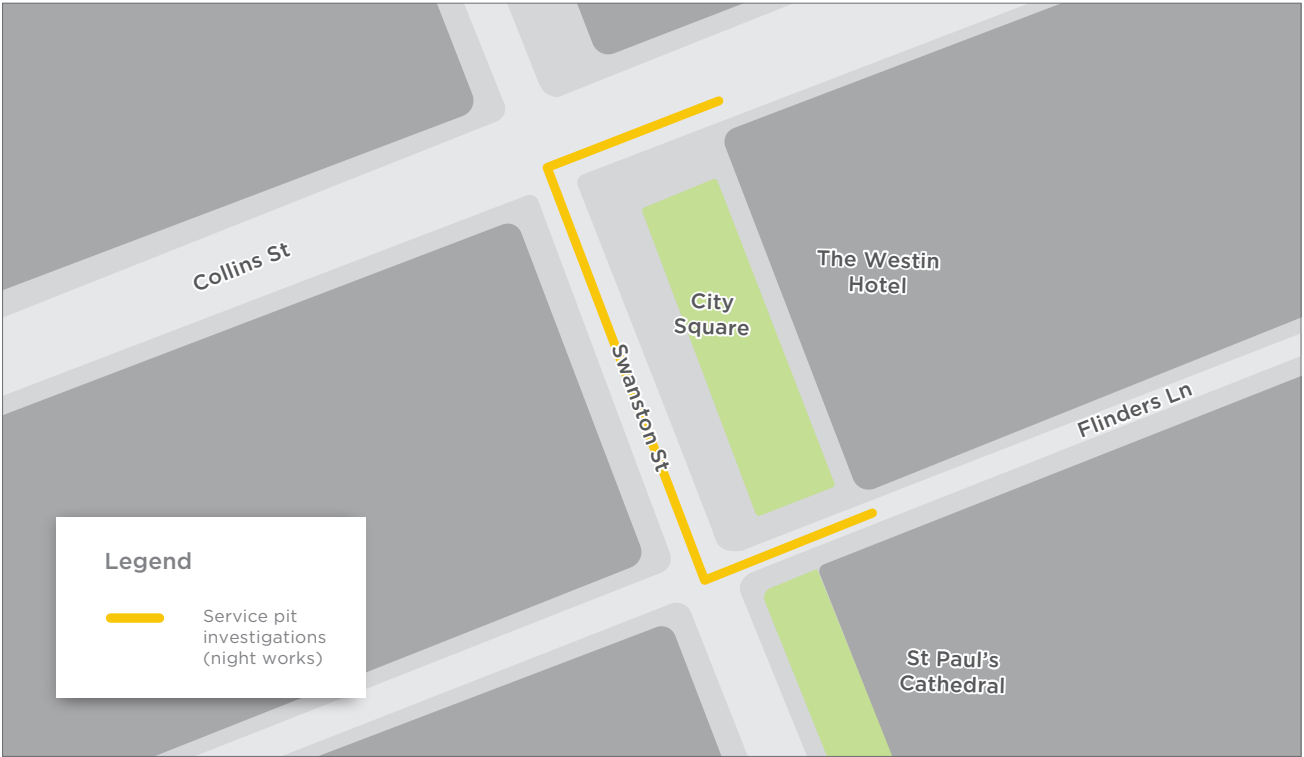 Collins St
The Westin
Hotel
City
Square
Swanston St
Flinders Ln
Legend
Service pit
investigations
(night works)
St Paul's
Cathedral